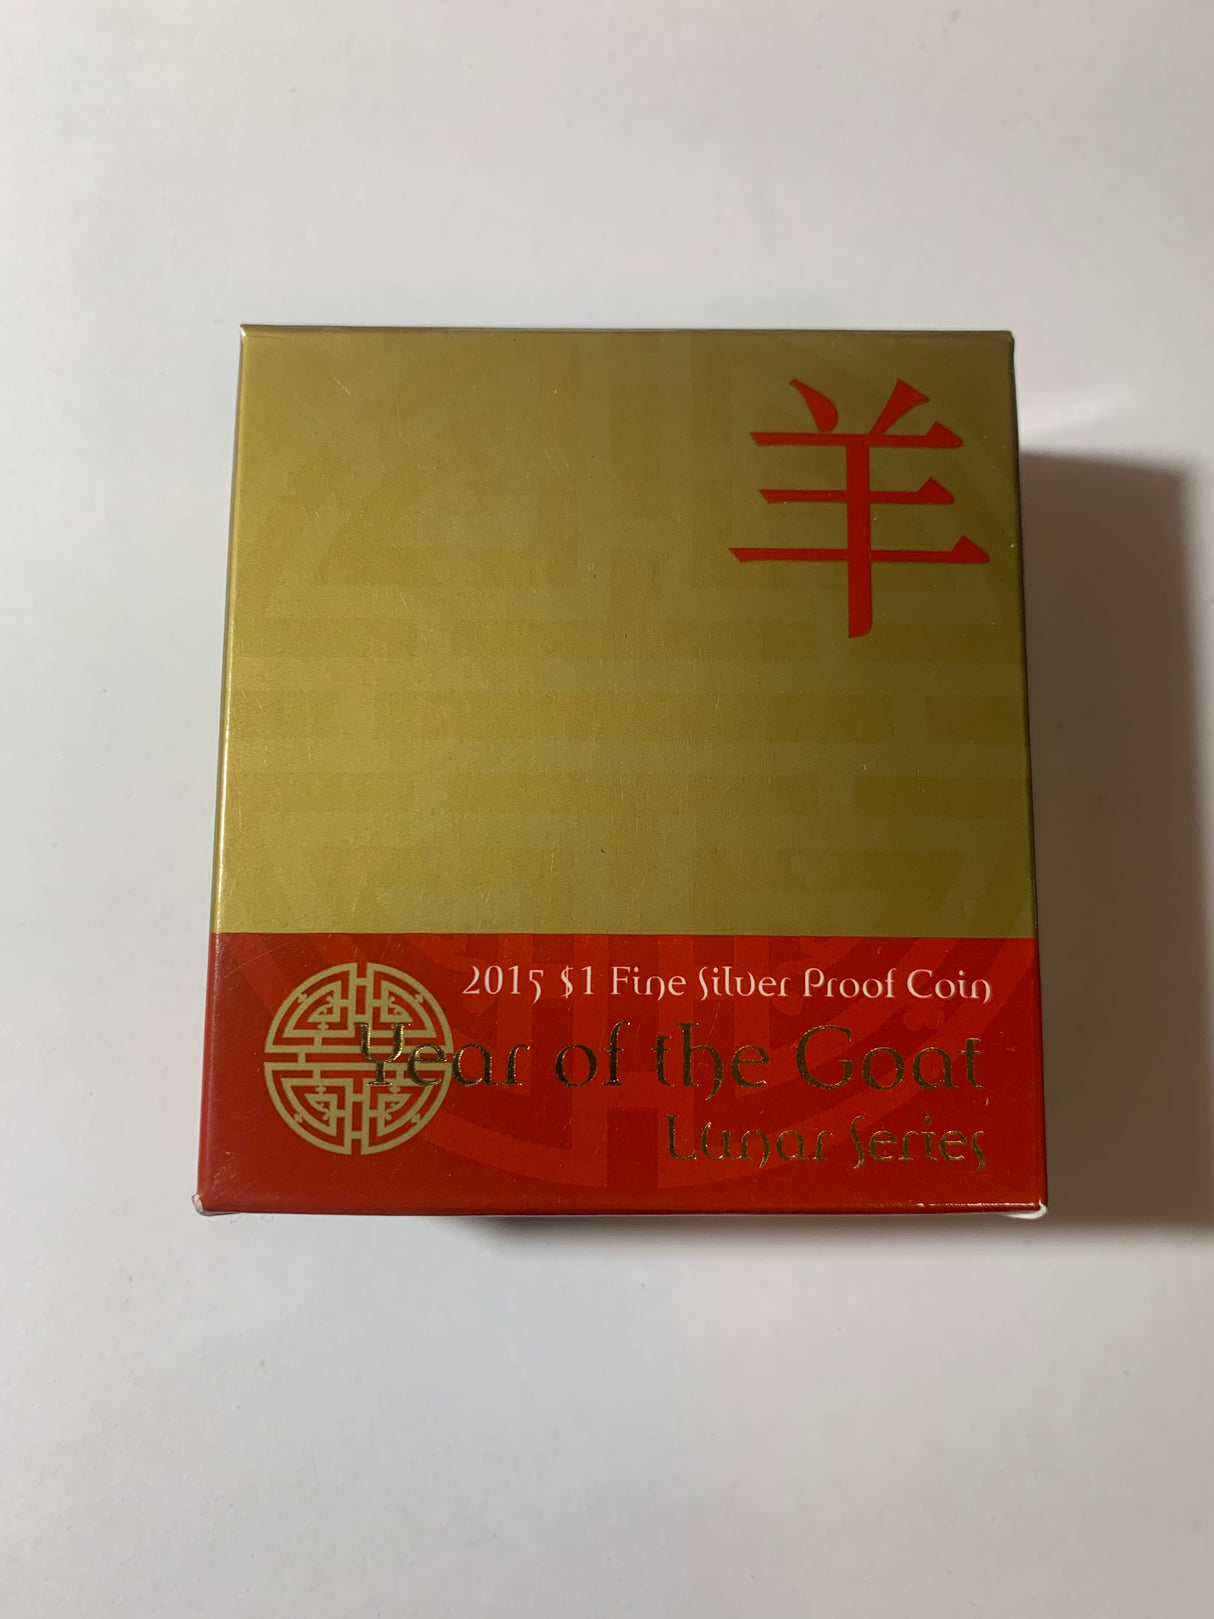 羊
2015 $1 Fine Silver Proof Coin
Year of the Goat
Lunar Series